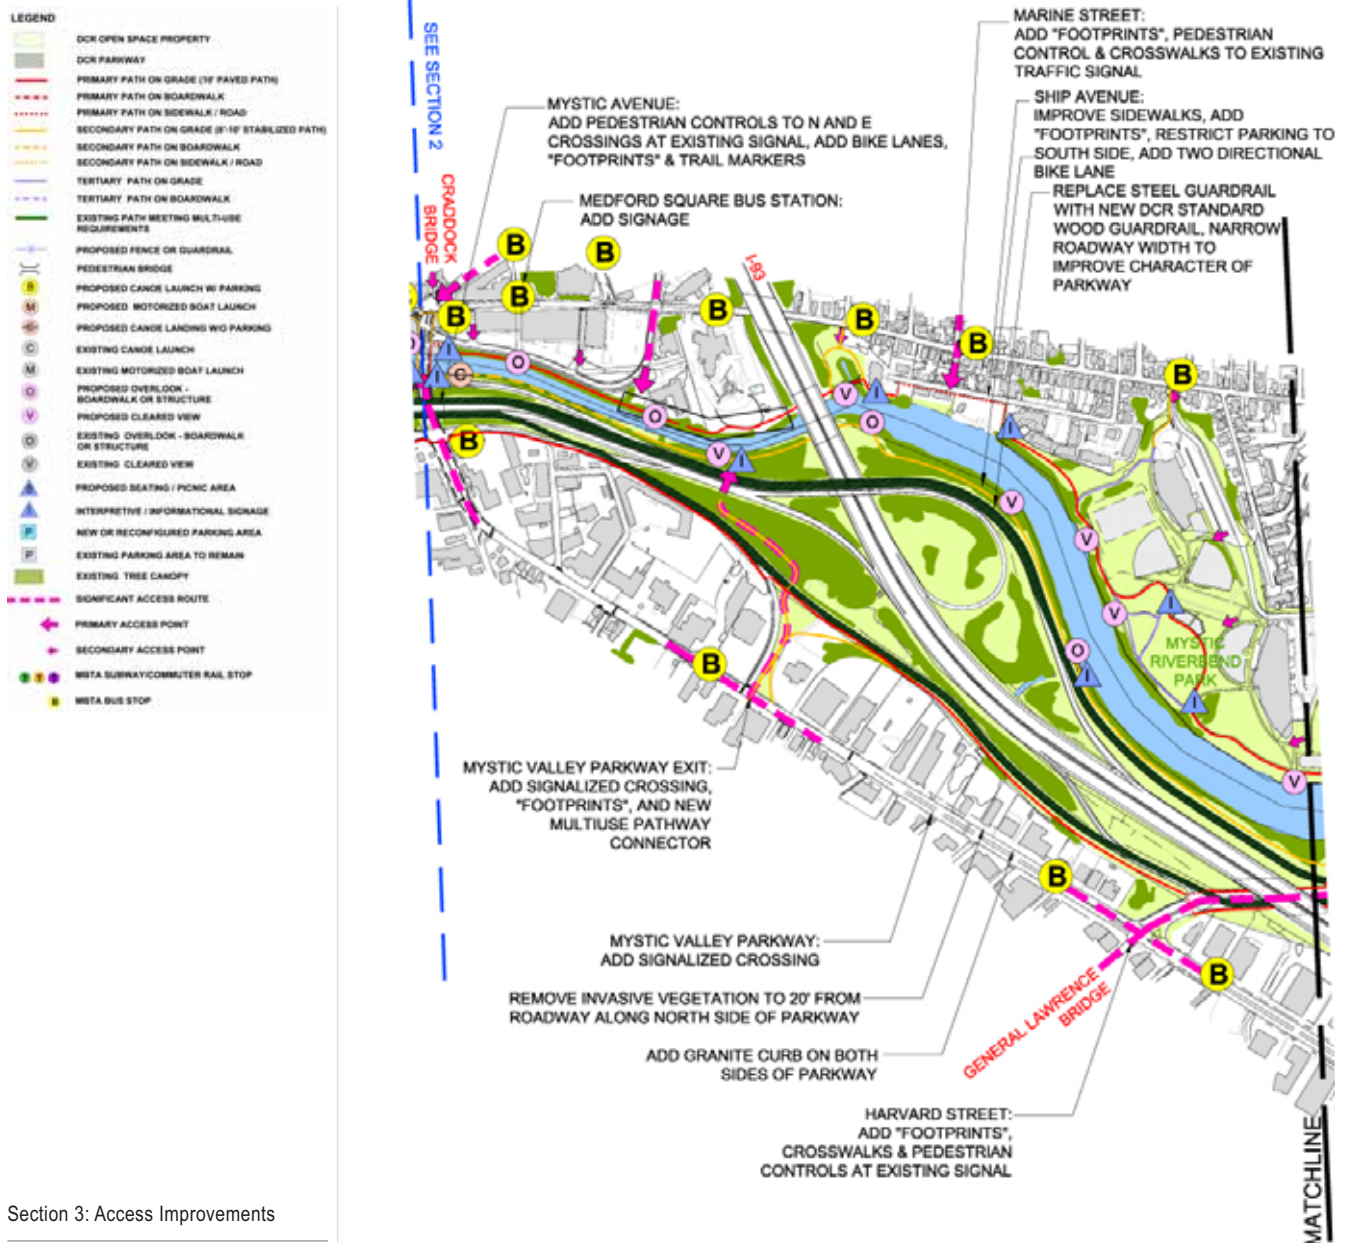 LEGEND
DCR OPEN SPACE PROPERTY
DCR PARKWAY
PRIMARY PATH ON GRADE (10' PAVED PATH)
PRIMARY PATH ON BOARDWALK
PRIMARY PATH ON SIDEWALK / ROAD
SECONDARY PATH ON GRADE (8'-10' STABILIZED PATH)
SECONDARY PATH ON BOARDWALK
SECONDARY PATH ON SIDEWALK / ROAD
TERTIARY PATH ON GRADE
TERTIARY PATH ON BOARDWALK
EXISTING PATH MEETING MULTI-USE
REQUIREMENTS
PROPOSED FENCE OR GUARDRAIL
PEDESTRIAN BRIDGE
B PROPOSED CANOE LAUNCH W/ PARKING
M PROPOSED MOTORIZED BOAT LAUNCH
C PROPOSED CANOE LANDING W/O PARKING
C EXISTING CANOE LAUNCH
M EXISTING MOTORIZED BOAT LAUNCH
O PROPOSED OVERLOOK -
BOARDWALK OR STRUCTURE
V PROPOSED CLEARED VIEW
O EXISTING OVERLOOK - BOARDWALK
OR STRUCTURE
V EXISTING CLEARED VIEW
PROPOSED SEATING / PICNIC AREA
I INTERPRETIVE / INFORMATIONAL SIGNAGE
P NEW OR RECONFIGURED PARKING AREA
P EXISTING PARKING AREA TO REMAIN
EXISTING TREE CANOPY
SIGNIFICANT ACCESS ROUTE
PRIMARY ACCESS POINT
SECONDARY ACCESS POINT
T T T MBTA SUBWAY/COMMUTER RAIL STOP
B MBTA BUS STOP
Section 3: Access Improvements
SEE SECTION 2
CRADDOCK
BRIDGE
MYSTIC AVENUE:
ADD PEDESTRIAN CONTROLS TO N AND E
CROSSINGS AT EXISTING SIGNAL, ADD BIKE LANES,
"FOOTPRINTS" & TRAIL MARKERS
MEDFORD SQUARE BUS STATION:
ADD SIGNAGE
I-93
MARINE STREET:
ADD "FOOTPRINTS", PEDESTRIAN
CONTROL & CROSSWALKS TO EXISTING
TRAFFIC SIGNAL
SHIP AVENUE:
IMPROVE SIDEWALKS, ADD
"FOOTPRINTS", RESTRICT PARKING TO
SOUTH SIDE, ADD TWO DIRECTIONAL
BIKE LANE
REPLACE STEEL GUARDRAIL
WITH NEW DCR STANDARD
WOOD GUARDRAIL, NARROW
ROADWAY WIDTH TO
IMPROVE CHARACTER OF
PARKWAY
B
B
B
B
B
B
B
B
B
B
B
B
I
I
C
O
O
O
V
I
V
I
O
I
V
V
V
I
O
I
I
V
MYSTIC
RIVERBEND
PARK
MYSTIC VALLEY PARKWAY EXIT:
ADD SIGNALIZED CROSSING,
"FOOTPRINTS", AND NEW
MULTIUSE PATHWAY
CONNECTOR
MYSTIC VALLEY PARKWAY:
ADD SIGNALIZED CROSSING
REMOVE INVASIVE VEGETATION TO 20' FROM
ROADWAY ALONG NORTH SIDE OF PARKWAY
ADD GRANITE CURB ON BOTH
SIDES OF PARKWAY
HARVARD STREET:
ADD "FOOTPRINTS",
CROSSWALKS & PEDESTRIAN
CONTROLS AT EXISTING SIGNAL
GENERAL LAWRENCE
BRIDGE
MATCHLINE